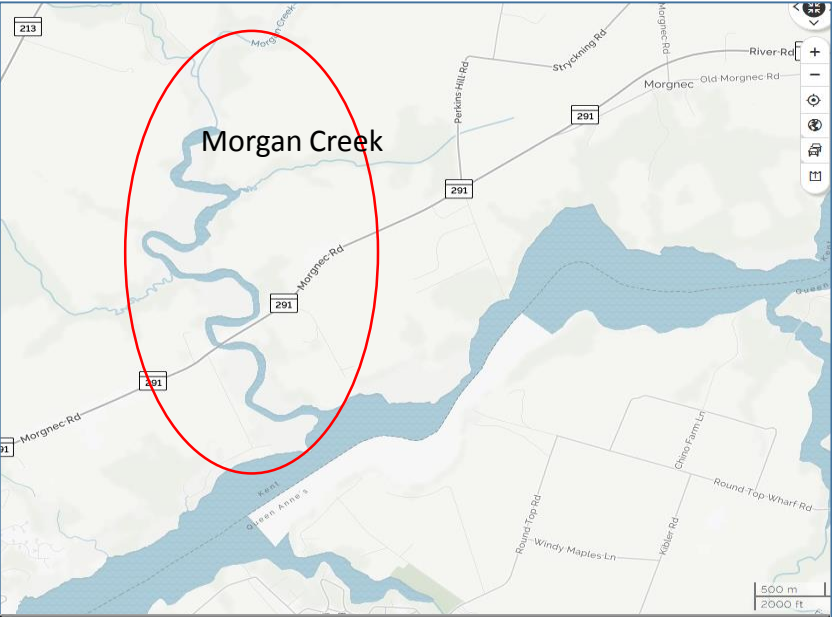 213
Morgan Creek
Morgnec Rd
Stryckning Rd
River Rd
+
−
Perkins Hill Rd
Morgnec
Old Morgnec Rd
291
Morgan Creek
291
Morgnec Rd
291
Kent
Queen
291
Morgnec Rd
91
Chino Farm Ln
Kent
Queen Anne's
Round Top Wharf Rd
Round Top Rd
Kibler Rd
Windy Maples Ln
500 m
2000 ft